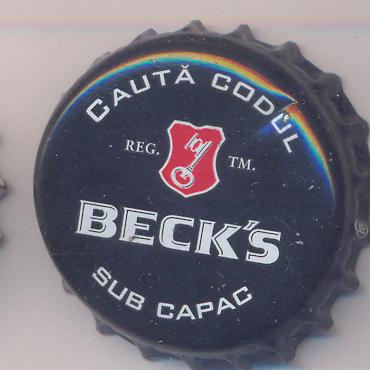 CAUTĂ CODUL
REG. TM.
BECK'S
SUB CAPAC